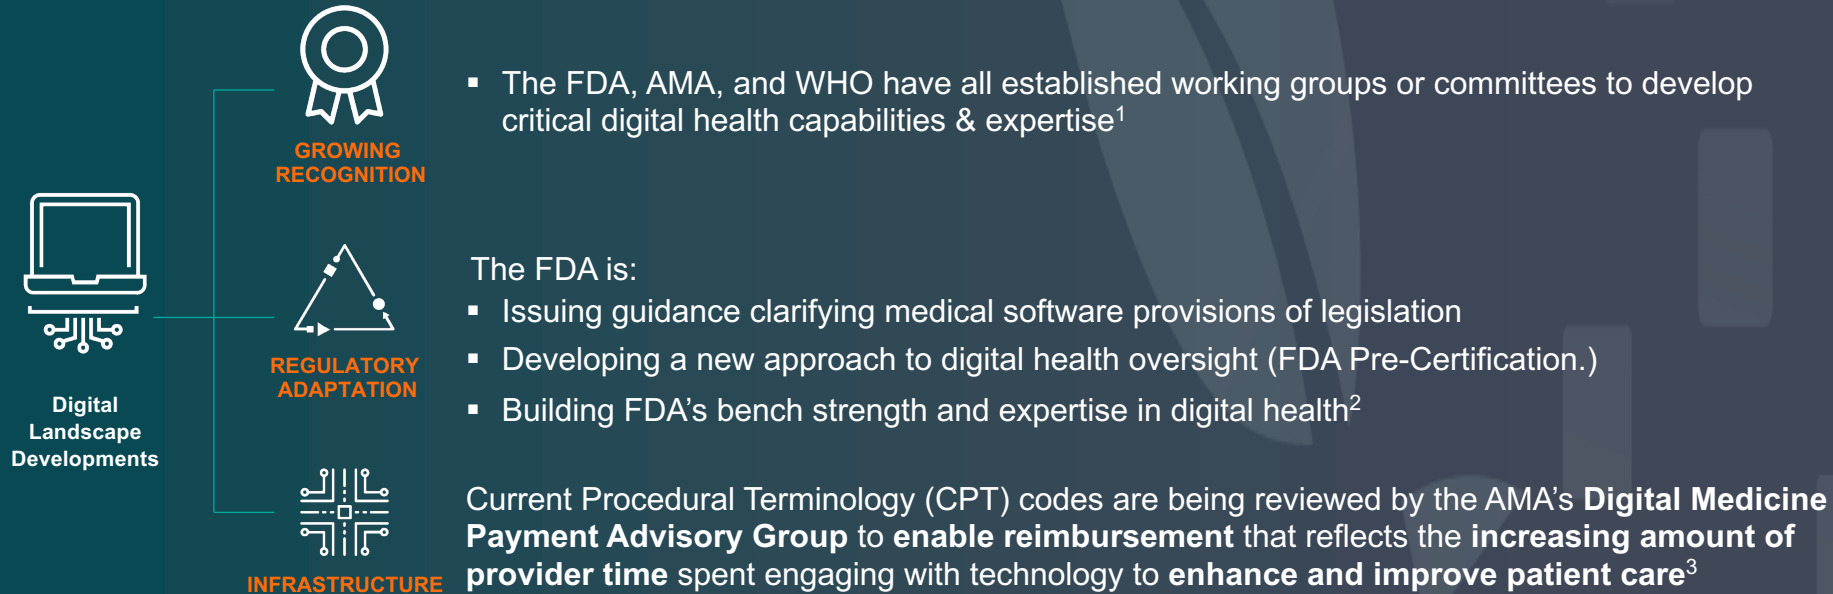 GROWING
RECOGNITION
▪ The FDA, AMA, and WHO have all established working groups or committees to develop
critical digital health capabilities & expertise¹
Digital
Landscape
Developments
REGULATORY
ADAPTATION
The FDA is:
▪ Issuing guidance clarifying medical software provisions of legislation
▪ Developing a new approach to digital health oversight (FDA Pre-Certification.)
▪ Building FDA’s bench strength and expertise in digital health²
INFRASTRUCTURE
Current Procedural Terminology (CPT) codes are being reviewed by the AMA’s Digital Medicine
Payment Advisory Group to enable reimbursement that reflects the increasing amount of
provider time spent engaging with technology to enhance and improve patient care³